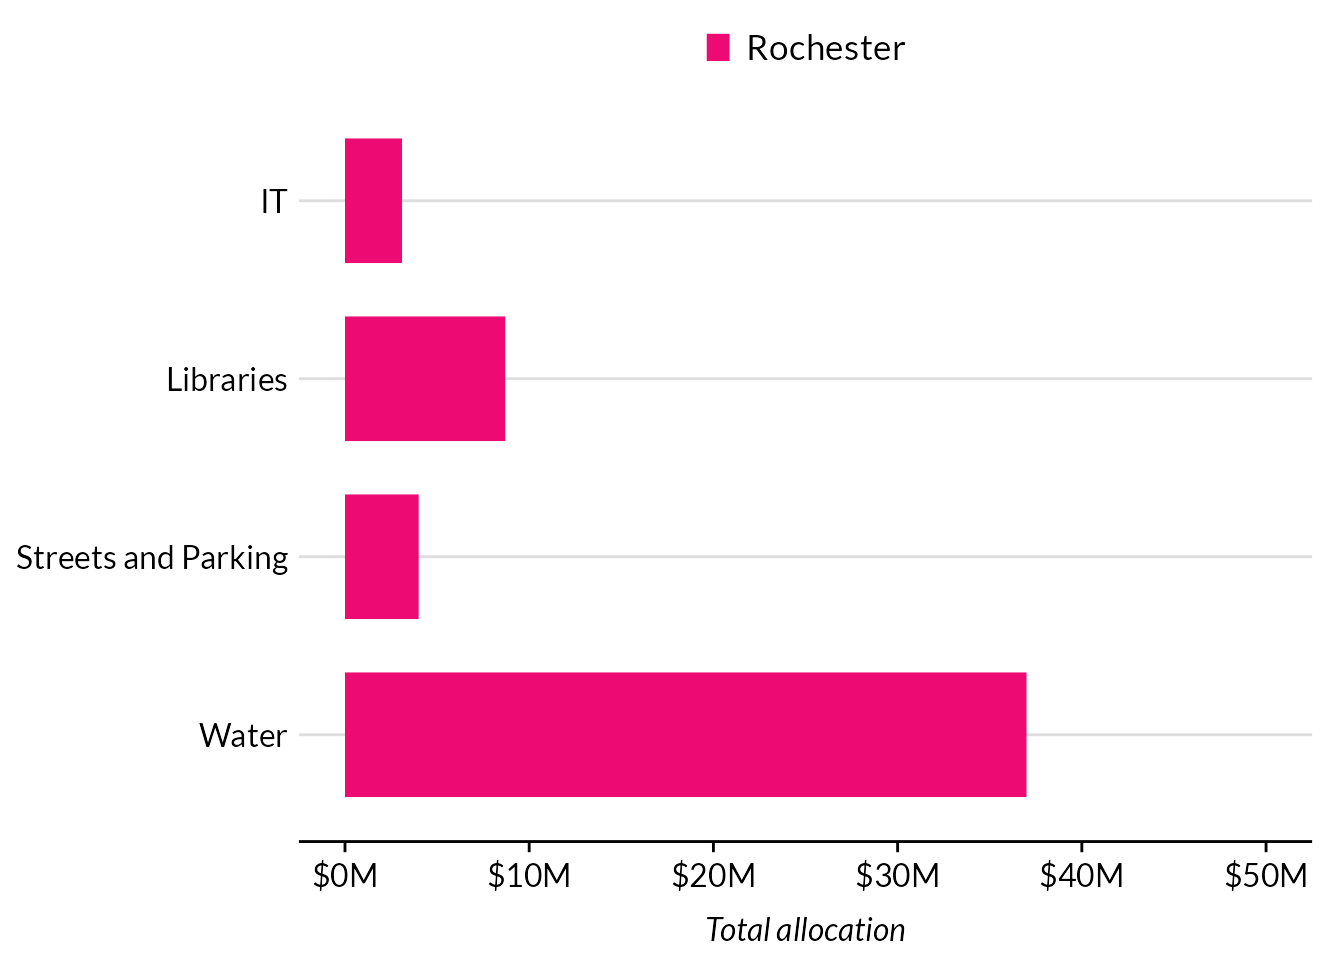 Rochester
IT
Libraries
Streets and Parking
Water
$0M $10M $20M $30M $40M $50M
Total allocation